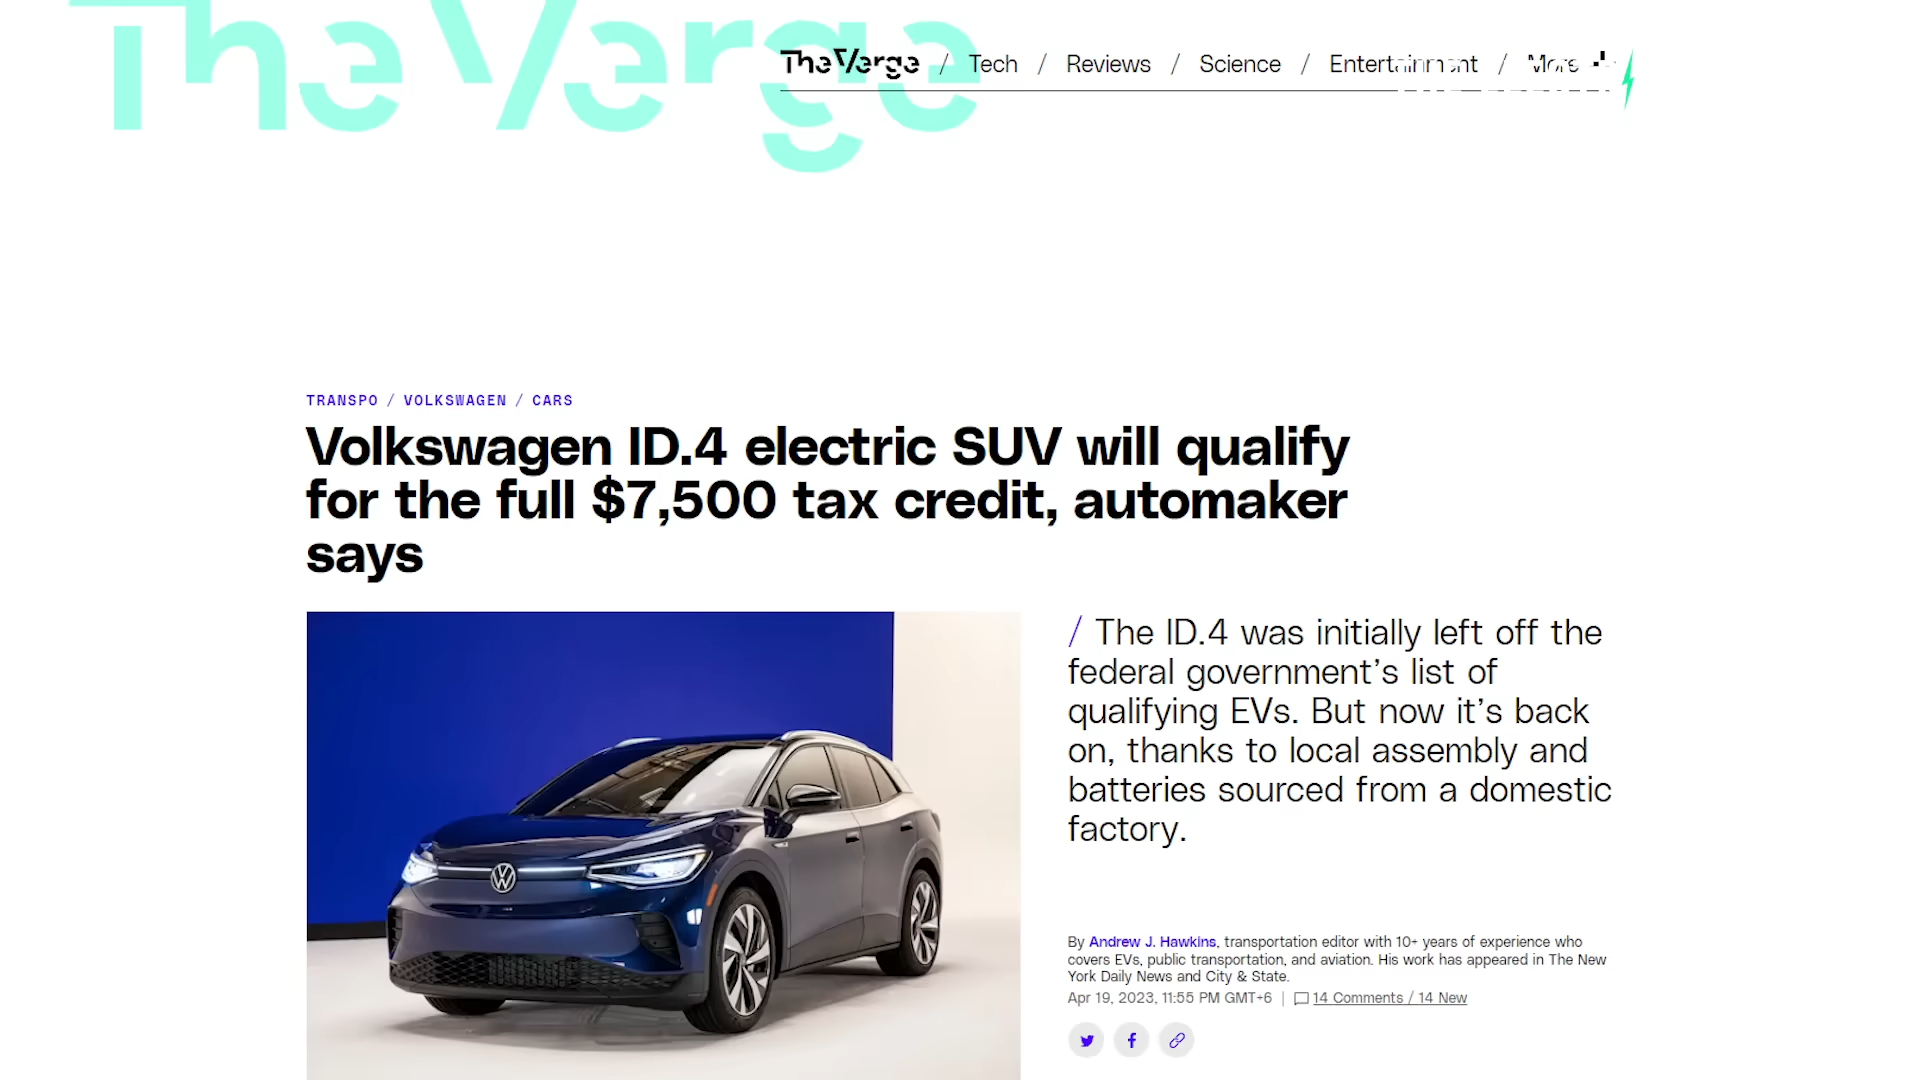 The Verge
The Verge / Tech / Reviews / Science / Entertainment / More
TRANSPO / VOLKSWAGEN / CARS
Volkswagen ID.4 electric SUV will qualify
for the full $7,500 tax credit, automaker
says
/ The ID.4 was initially left off the
federal government’s list of
qualifying EVs. But now it’s back
on, thanks to local assembly and
batteries sourced from a domestic
factory.
By Andrew J. Hawkins, transportation editor with 10+ years of experience who
covers EVs, public transportation, and aviation. His work has appeared in The New
York Daily News and City & State.
Apr 19, 2023, 11:55 PM GMT+6 | 14 Comments / 14 New